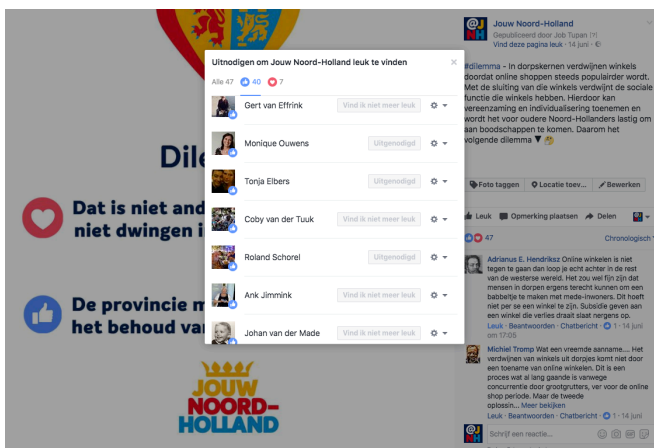 Uitnodigen om Jouw Noord-Holland leuk te vinden
Alle 47 40 7
Gert van Effrink Vind ik niet meer leuk
Monique Ouwens Uitgenodigd
Tonja Elbers Uitgenodigd
Coby van der Tuuk Vind ik niet meer leuk
Roland Schorel Uitgenodigd
Ank Jimmink Vind ik niet meer leuk
Johan van der Made Vind ik niet meer leuk
Dile
Dat is niet and
niet dwingen i
De provincie m
het behoud va
JOUW
NOORD-
HOLLAND
@J
NH
Jouw Noord-Holland
Gepubliceerd door Job Tupan [?]
Vind deze pagina leuk · 14 juni ·
#dilemma - In dorpskernen verdwijnen winkels
doordat online shoppen steeds populairder wordt.
Met de sluiting van die winkels verdwijnt de sociale
functie die winkels hebben. Hierdoor kan
vereenzaming en individualisering toenemen en
wordt het voor oudere Noord-Hollanders lastig om
aan boodschappen te komen. Daarom het
volgende dilemma ▼ 🤔
Foto taggen Locatie toev... Bewerken
Leuk Opmerking plaatsen Delen
47 Chronologisch
Adrianus E. Hendriksz Online winkelen is niet
tegen te gaan dan loop je echt achter in de rest
van de westerse wereld. Het zou wel fijn zijn dat
mensen in dorpen ergens terecht kunnen om een
babbeltje te maken met mede-inwoners. Dit hoeft
niet per se een winkel te zijn. Subsidie geven aan
een winkel die verlies draait slaat nergens op.
Leuk · Beantwoorden · Chatbericht · 1 · 14 juni
om 17:05
Michiel Tromp Wat een vreemde aanname.... Het
verdwijnen van winkels uit dorpjes komt niet door
een toename van online winkelen. Dit is een
proces wat al lang gaande is vanwege
concurrentie door grootgrutters, ver voor de online
shop periode. Maar de tweede
oplossin... Meer bekijken
Leuk · Beantwoorden · Chatbericht · 1 · 14 juni
@J
NH
Schrijf een reactie...